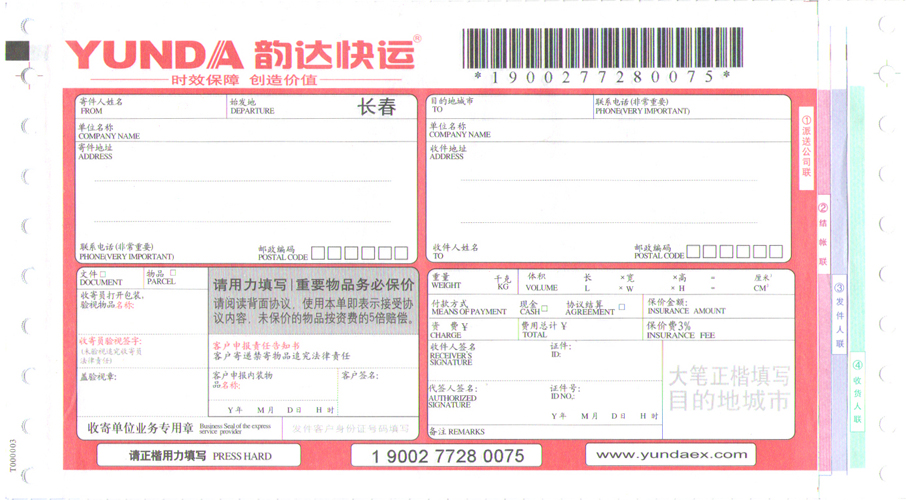 YUNDA 韵达快运®
时效保障 创造价值
*1900277280075*
寄件人姓名 始发地 长春
FROM DEPARTURE
单位名称
COMPANY NAME
寄件地址
ADDRESS
联系电话(非常重要) 邮政编码
PHONE(VERY IMPORTANT) POSTAL CODE
目的地城市 联系电话(非常重要)
TO PHONE(VERY IMPORTANT)
单位名称
COMPANY NAME
收件地址
ADDRESS
收件人姓名 邮政编码
TO POSTAL CODE
①派送公司联
②结帐联
③发件人联
④收货人联
文件 物品
DOCUMENT PARCEL
收寄员打开包装、
验视物品名称:
收寄员验视签字:
(未验视追究收寄员
法律责任)
盖验视章:
请用力填写|重要物品务必保价
请阅读背面协议、使用本单即表示接受协
议内容,未保价的物品按资费的5倍赔偿。
客户申报责任告知书
客户寄递禁寄物品追究法律责任
客户申报内装物 客户签名:
品名称:
Y年 M月 D日 H时
收寄单位业务专用章 Business Seal of the express
service provider
发件客户身份证号码填写
重量 千克 体积 长 ×宽 ×高 = 厘米³
WEIGHT KG VOLUME L. ×W ×H = CM³
付款方式 现金 协议结算 保价金额:
MEANS OF PAYMENT CASH AGREEMENT INSURANCE AMOUNT
资 费¥ 费用总计¥ 保价费3%
CHARGE TOTAL INSURANCE FEE
收件人签名 证件:
RECEIVER'S ID:
SIGNATURE
代签人签名: 证件号:
AUTHORIZED ID NO.:
SIGNATURE
Y年 M月 D日 H时
大笔正楷填写
目的地城市
备注 REMARKS
请正楷用力填写 PRESS HARD
1 9002 7728 0075
www.yundaex.com
T000003